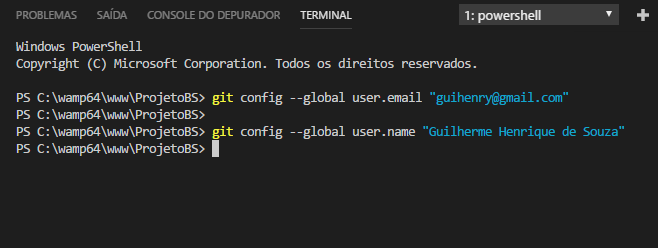 PROBLEMAS SAÍDA CONSOLE DO DEPURADOR TERMINAL 1: powershell
Windows PowerShell
Copyright (C) Microsoft Corporation. Todos os direitos reservados.
PS C:\wamp64\www\ProjetoBS> git config --global user.email "guihenry@gmail.com"
PS C:\wamp64\www\ProjetoBS>
PS C:\wamp64\www\ProjetoBS> git config --global user.name "Guilherme Henrique de Souza"
PS C:\wamp64\www\ProjetoBS>